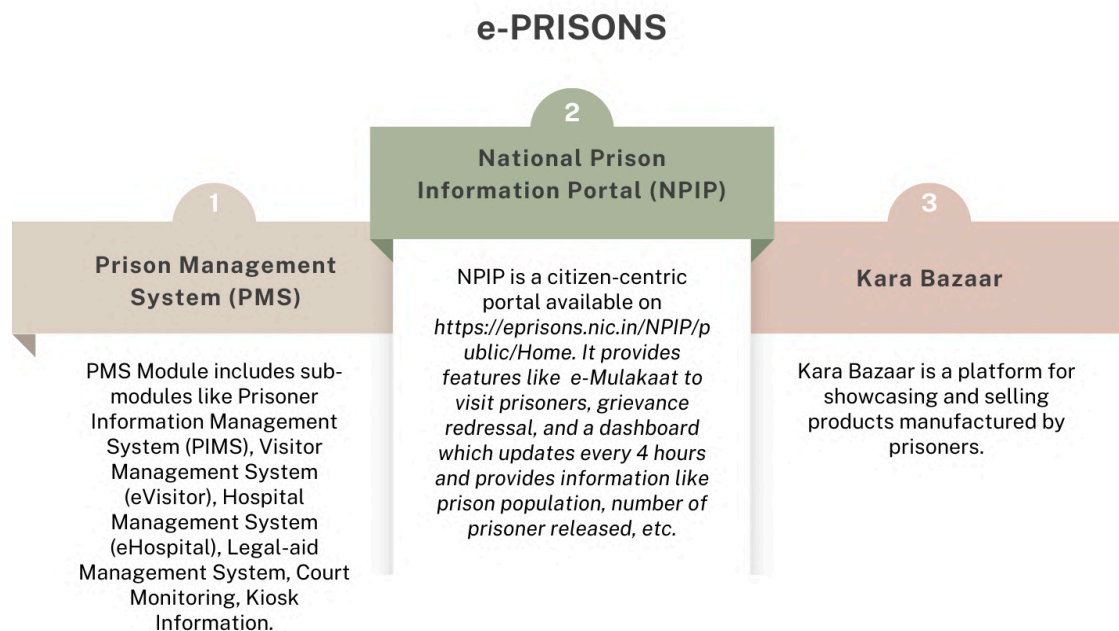 e-PRISONS
1
Prison Management
System (PMS)
PMS Module includes sub-
modules like Prisoner
Information Management
System (PIMS), Visitor
Management System
(eVisitor), Hospital
Management System
(eHospital), Legal-aid
Management System, Court
Monitoring, Kiosk
Information.
2
National Prison
Information Portal (NPIP)
NPIP is a citizen-centric
portal available on
https://eprisons.nic.in/NPIP/p
ublic/Home. It provides
features like e-Mulakaat to
visit prisoners, grievance
redressal, and a dashboard
which updates every 4 hours
and provides information like
prison population, number of
prisoner released, etc.
3
Kara Bazaar
Kara Bazaar is a platform for
showcasing and selling
products manufactured by
prisoners.